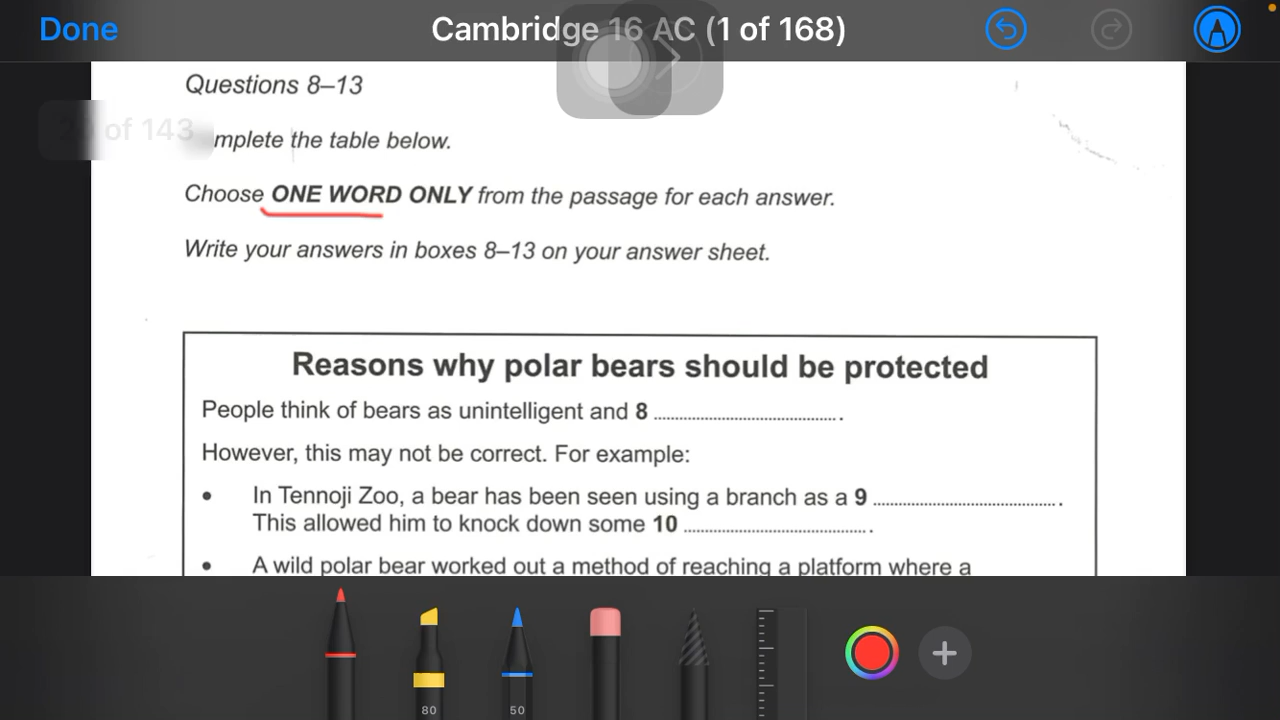 Done
Cambridge 16 AC (1 of 168)
Questions 8–13
of 143
mplete the table below.
Choose ONE WORD ONLY from the passage for each answer.
Write your answers in boxes 8–13 on your answer sheet.
Reasons why polar bears should be protected
People think of bears as unintelligent and 8 .......................................
However, this may not be correct. For example:
• In Tennoji Zoo, a bear has been seen using a branch as a 9 .......................................
This allowed him to knock down some 10 .......................................
• A wild polar bear worked out a method of reaching a platform where a
80
50